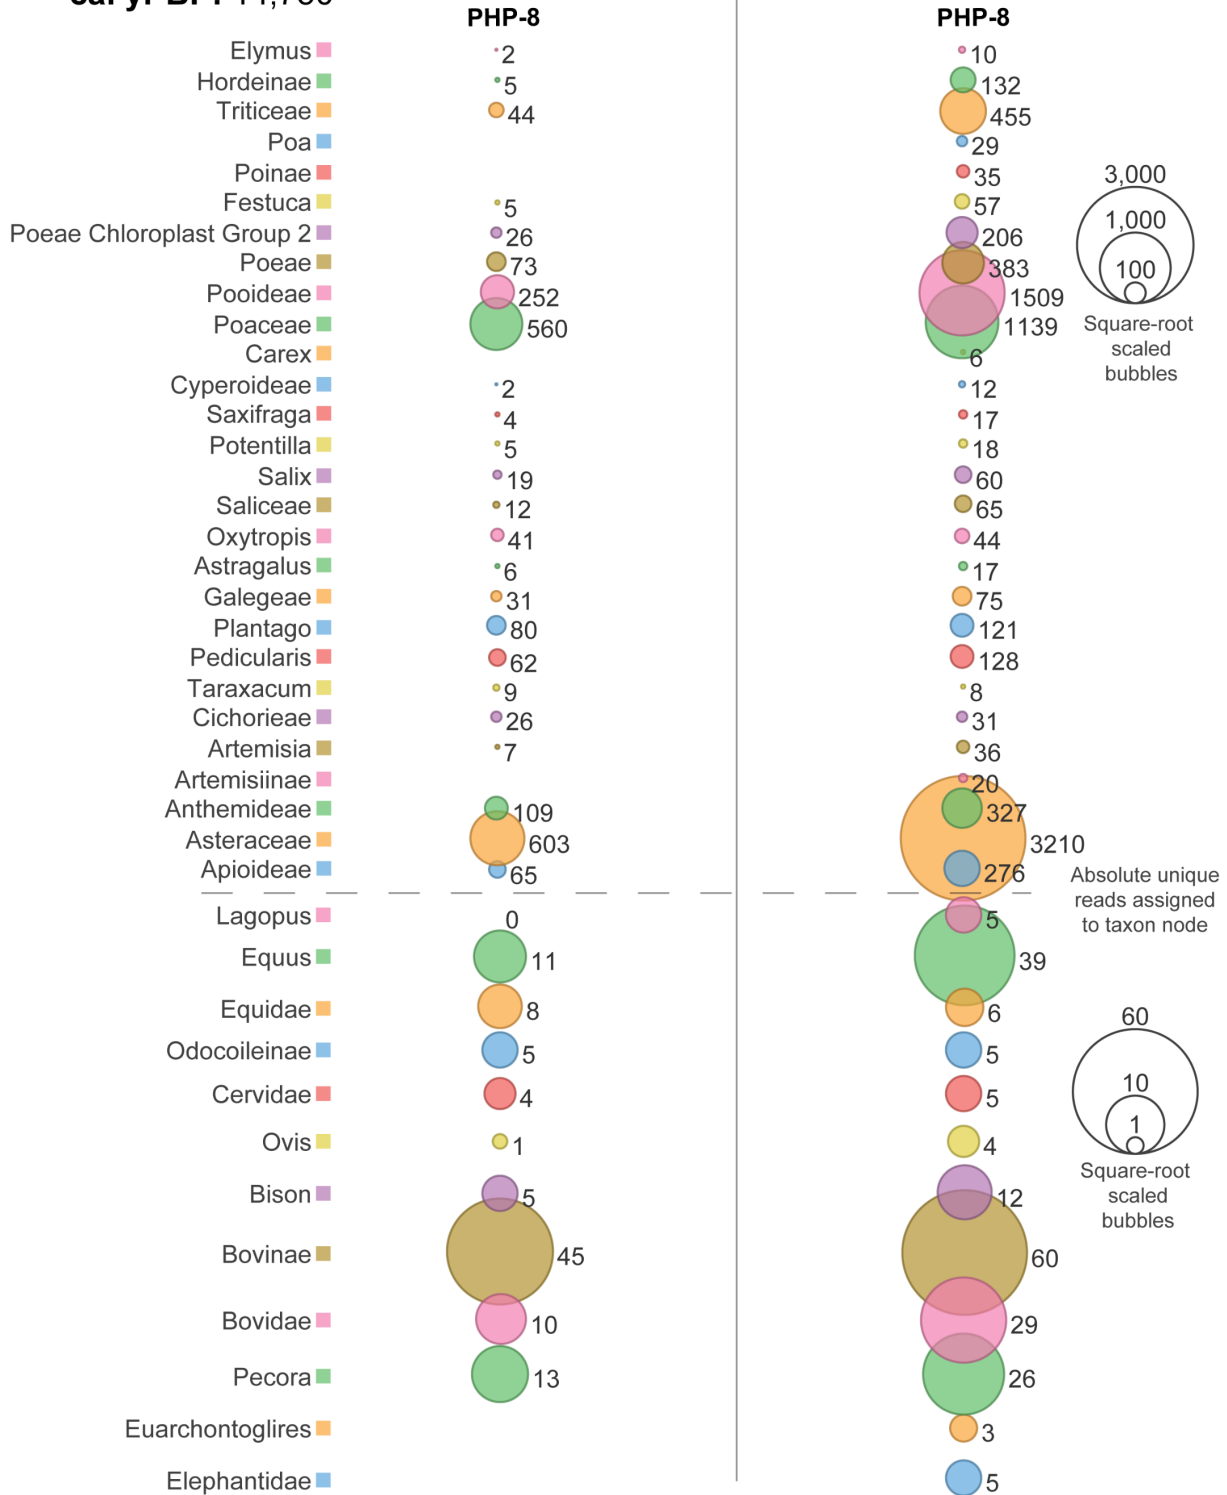 PHP-8 PHP-8
Elymus 2 10
Hordeinae 5 132
Triticeae 44 455
Poa 29
Poinae 35
Festuca 5 57
Poeae Chloroplast Group 2 26 206
Poeae 73 383
Pooideae 252 1509
Poaceae 560 1139
Carex 6
Cyperoideae 2 12
Saxifraga 4 17
Potentilla 5 18
Salix 19 60
Saliceae 12 65
Oxytropis 41 44
Astragalus 6 17
Galegeae 31 75
Plantago 80 121
Pedicularis 62 128
Taraxacum 9 8
Cichorieae 26 31
Artemisia 7 36
Artemisiinae 20
Anthemideae 109 327
Asteraceae 603 3210
Apioideae 65 276
Lagopus 0 5
Equus 11 39
Equidae 8 6
Odocoileinae 5 5
Cervidae 4 5
Ovis 1 4
Bison 5 12
Bovinae 45 60
Bovidae 10 29
Pecora 13 26
Euarchontoglires 3
Elephantidae 5
3,000
1,000
100
Square-root
scaled
bubbles
Absolute unique
reads assigned
to taxon node
60
10
1
Square-root
scaled
bubbles